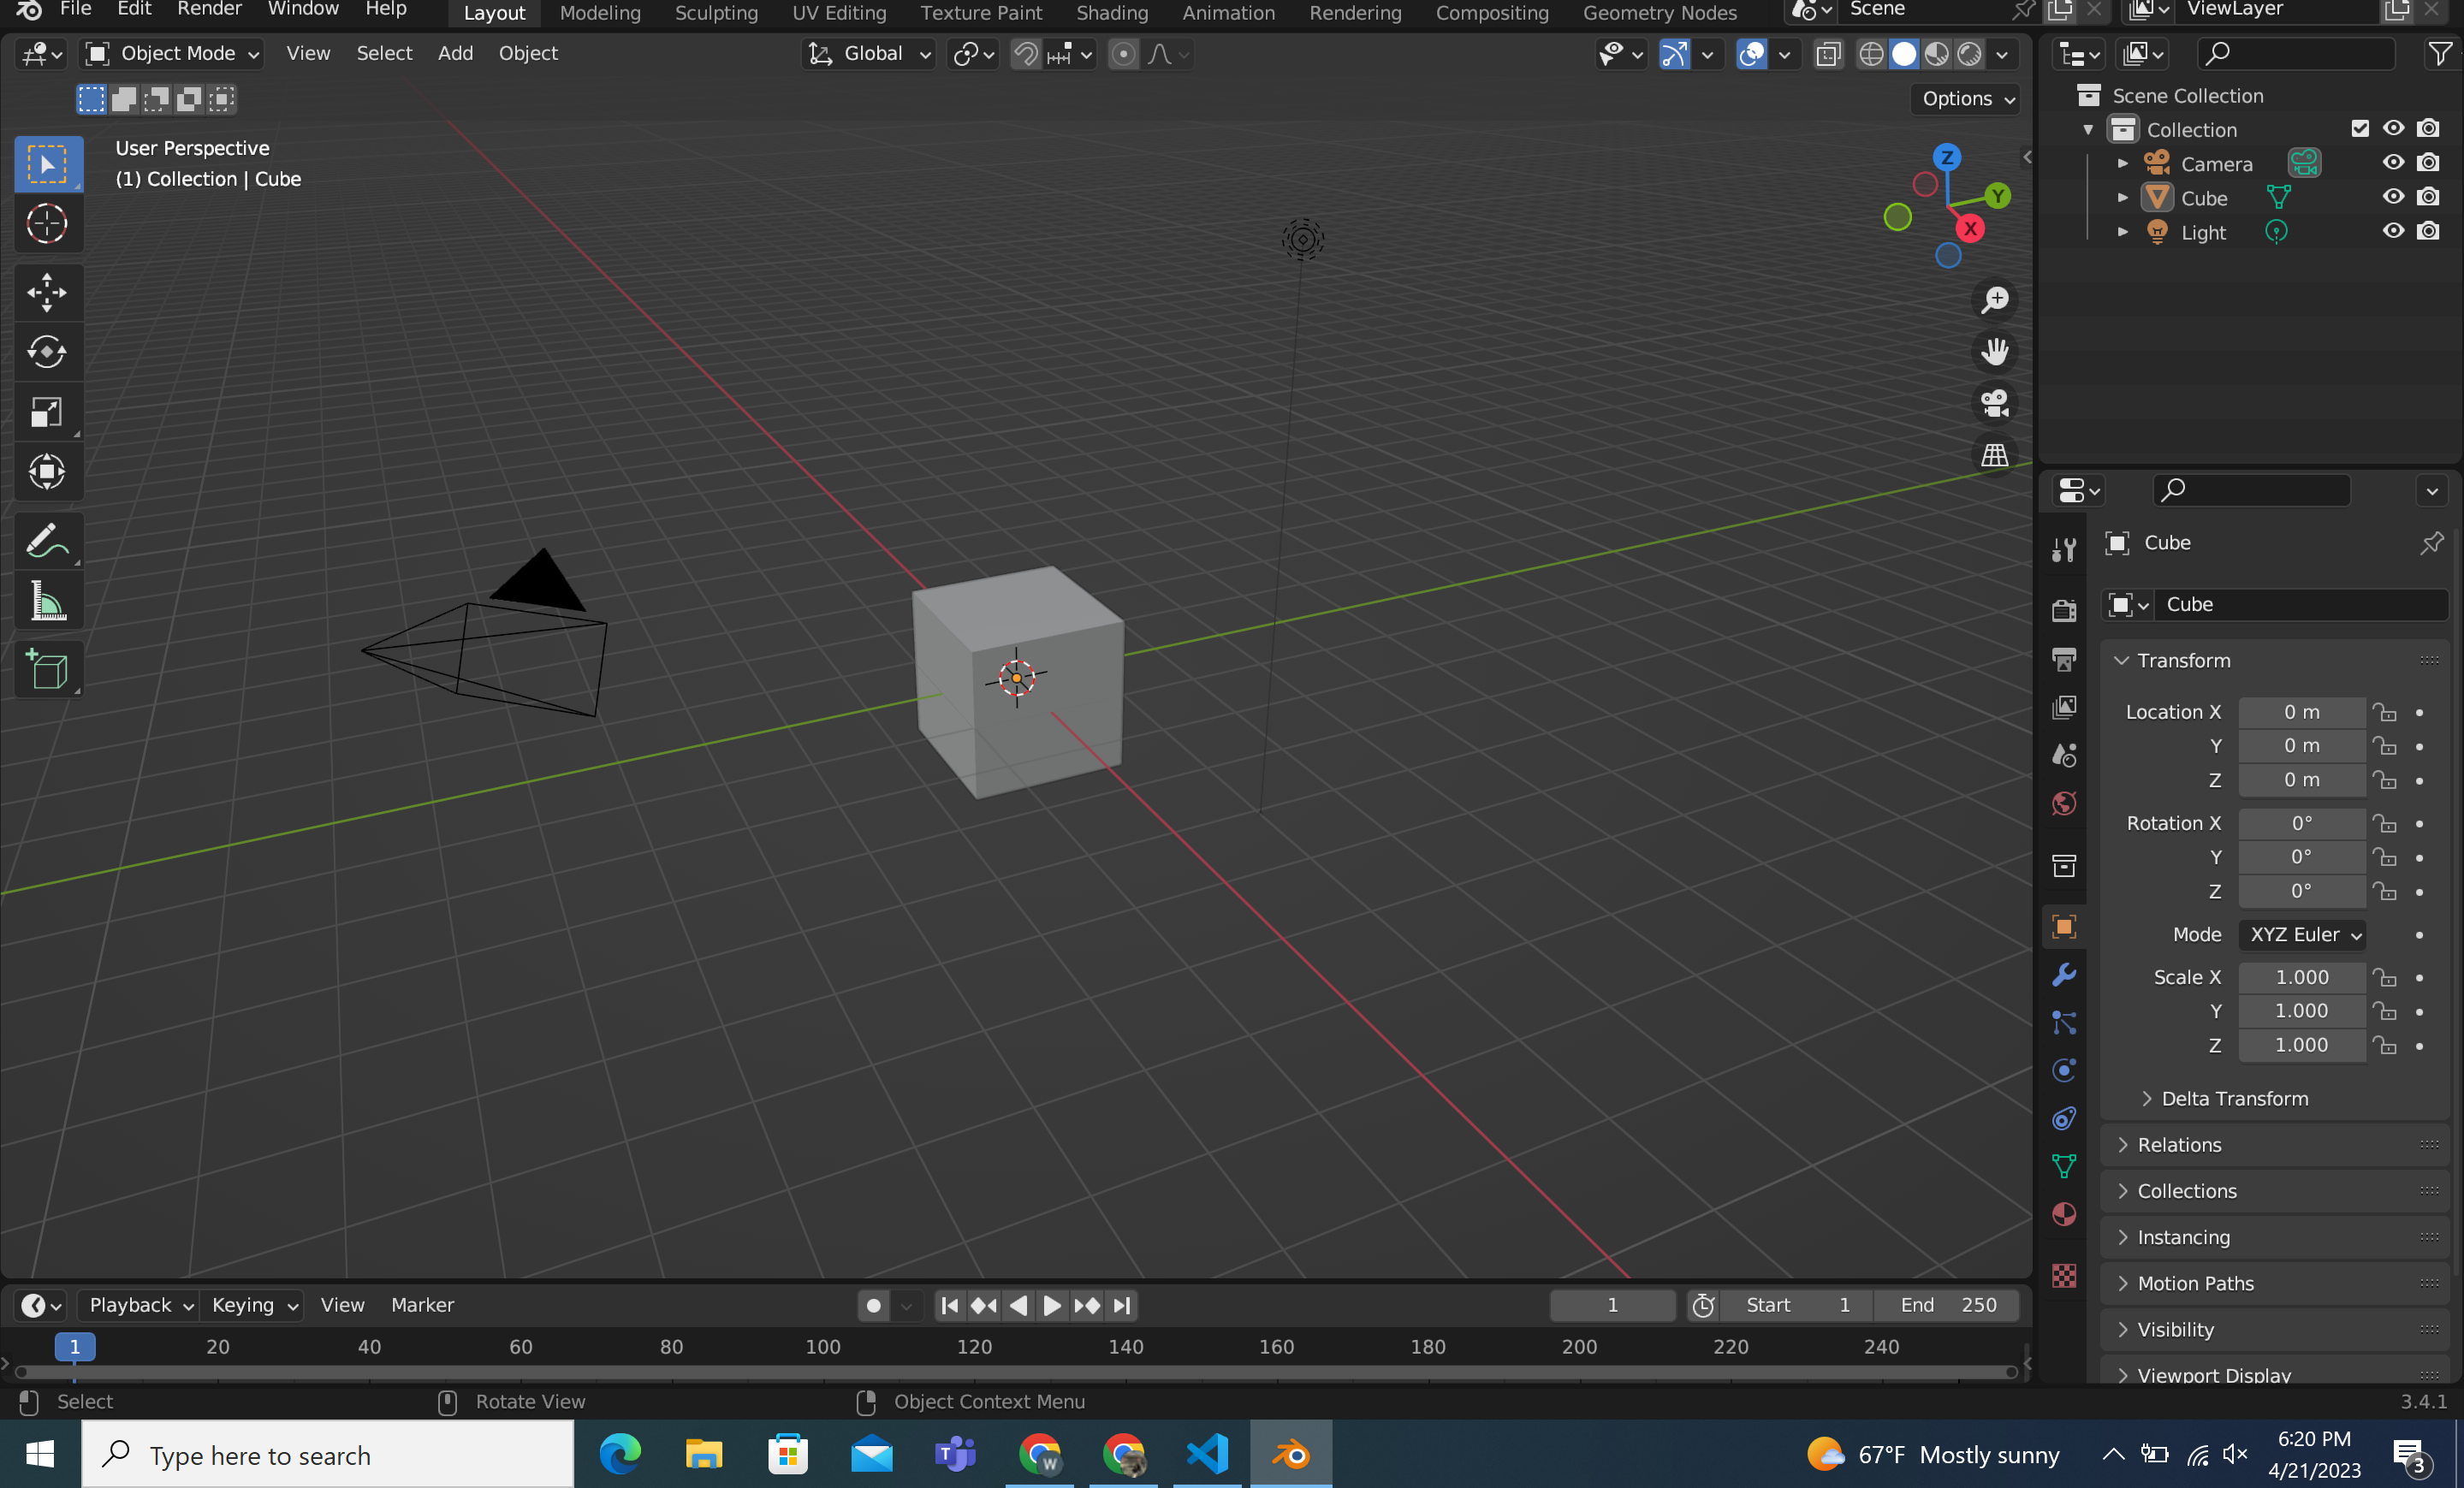 File Edit Render Window Help Layout Modeling Sculpting UV Editing Texture Paint Shading Animation Rendering Compositing Geometry Nodes Scene ViewLayer
Object Mode View Select Add Object Global
Options
User Perspective
(1) Collection | Cube
Z
Y
X
Scene Collection
Collection
Camera
Cube
Light
Cube
Cube
Transform
Location X 0 m
Y 0 m
Z 0 m
Rotation X 0°
Y 0°
Z 0°
Mode XYZ Euler
Scale X 1.000
Y 1.000
Z 1.000
Delta Transform
Relations
Collections
Instancing
Motion Paths
Visibility
Viewport Display
Playback Keying View Marker 1 Start 1 End 250
1 20 40 60 80 100 120 140 160 180 200 220 240
Select Rotate View Object Context Menu 3.4.1
Type here to search T W 67°F Mostly sunny 6:20 PM
4/21/2023 3